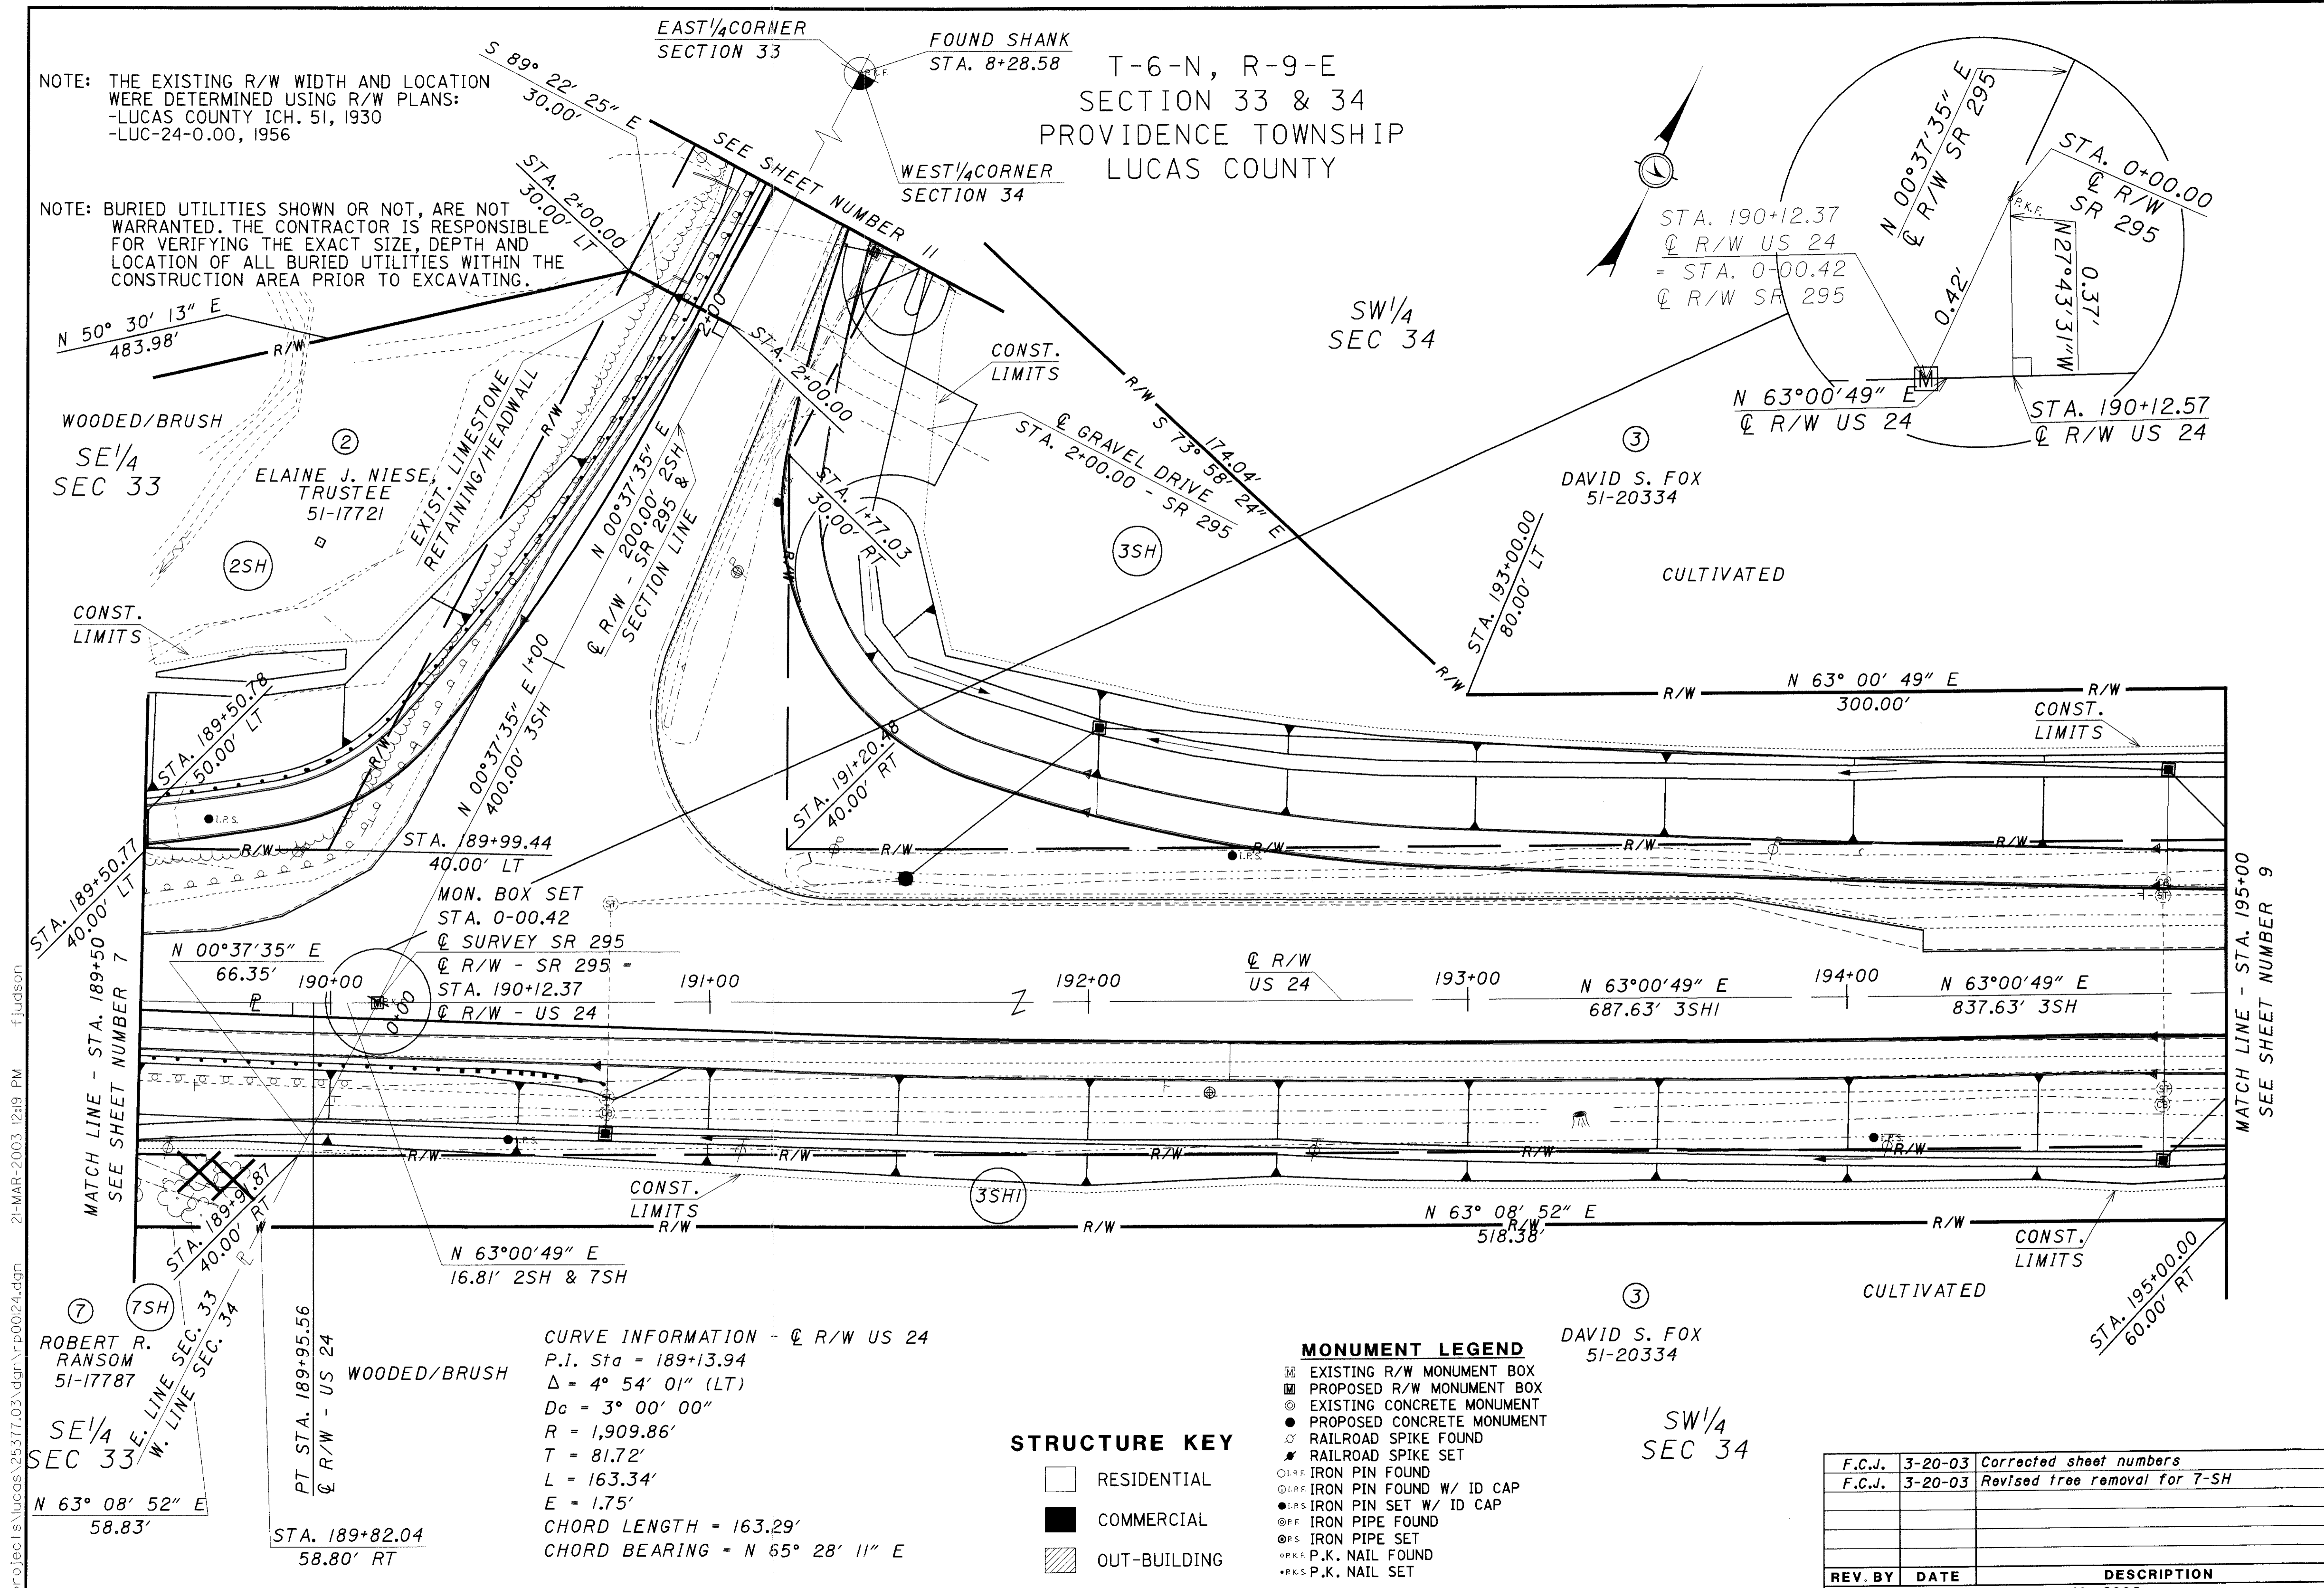 EAST 1/4 CORNER
SECTION 33
FOUND SHANK
STA. 8+28.58
P.K.F.
WEST 1/4 CORNER
SECTION 34
T-6-N, R-9-E
SECTION 33 & 34
PROVIDENCE TOWNSHIP
LUCAS COUNTY
NOTE: THE EXISTING R/W WIDTH AND LOCATION
WERE DETERMINED USING R/W PLANS:
-LUCAS COUNTY ICH. 51, 1930
-LUC-24-0.00, 1956
NOTE: BURIED UTILITIES SHOWN OR NOT, ARE NOT
WARRANTED. THE CONTRACTOR IS RESPONSIBLE
FOR VERIFYING THE EXACT SIZE, DEPTH AND
LOCATION OF ALL BURIED UTILITIES WITHIN THE
CONSTRUCTION AREA PRIOR TO EXCAVATING.
S 89° 22' 25" E
30.00'
SEE SHEET NUMBER 11
STA. 2+00.00
30.00' LT
N 50° 30' 13" E
483.98'
R/W
2+00
STA. 2+00.00
CONST.
LIMITS
℄ GRAVEL DRIVE
STA. 2+00.00 - SR 295
R/W
174.04'
S 73° 58' 24" E
R/W
SW 1/4
SEC 34
N 00°37'35" E
℄ R/W SR 295
STA. 0+00.00
℄ R/W
SR 295
P.K.F.
STA. 190+12.37
℄ R/W US 24
= STA. 0-00.42
℄ R/W SR 295
0.42'
0.37'
N27°43'31"W
M
N 63°00'49" E
℄ R/W US 24
STA. 190+12.57
℄ R/W US 24
WOODED/BRUSH
SE 1/4
SEC 33
2
ELAINE J. NIESE,
TRUSTEE
51-17721
2SH
EXIST. LIMESTONE
RETAINING/HEADWALL
R/W
N 00°37'35" E
200.00' 2SH
℄ R/W - SR 295 &
SECTION LINE
STA. 1+77.03
30.00' RT
R/W
3SH
3
DAVID S. FOX
51-20334
CULTIVATED
STA. 193+00.00
80.00' LT
CONST.
LIMITS
STA. 189+50.78
50.00' LT
R/W
1+00
N 00°37'35" E
400.00' 3SH
R/W
N 63° 00' 49" E
300.00'
R/W
CONST.
LIMITS
STA. 191+20.48
40.00' RT
I.P.S.
R/W
STA. 189+99.44
40.00' LT
R/W
I.P.S.
R/W
R/W
R/W
STA. 189+50.77
40.00' LT
MON. BOX SET
STA. 0-00.42
℄ SURVEY SR 295
℄ R/W - SR 295 =
STA. 190+12.37
℄ R/W - US 24
N 00°37'35" E
66.35'
MATCH LINE - STA. 189+50
SEE SHEET NUMBER 7
190+00
0+00
191+00
192+00
℄ R/W
US 24
193+00
N 63°00'49" E
687.63' 3SH1
194+00
N 63°00'49" E
837.63' 3SH
MATCH LINE - STA. 195+00
SEE SHEET NUMBER 9
I.P.S.
I.P.S.
R/W
R/W
R/W
R/W
R/W
STA. 189+91.87
40.00' RT
CONST.
LIMITS
3SH1
R/W
R/W
N 63° 08' 52" E
R/W
518.38'
R/W
CONST.
LIMITS
STA. 195+00.00
60.00' RT
N 63°00'49" E
16.81' 2SH & 7SH
7
7SH
ROBERT R.
RANSOM
51-17787
SE 1/4
SEC 33
E. LINE SEC. 33
W. LINE SEC. 34
N 63° 08' 52" E
58.83'
STA. 189+82.04
58.80' RT
PT STA. 189+95.56
℄ R/W - US 24
WOODED/BRUSH
CURVE INFORMATION - ℄ R/W US 24
P.I. Sta = 189+13.94
Δ = 4° 54' 01" (LT)
Dc = 3° 00' 00"
R = 1,909.86'
T = 81.72'
L = 163.34'
E = 1.75'
CHORD LENGTH = 163.29'
CHORD BEARING = N 65° 28' 11" E
STRUCTURE KEY
RESIDENTIAL
COMMERCIAL
OUT-BUILDING
MONUMENT LEGEND
M EXISTING R/W MONUMENT BOX
M PROPOSED R/W MONUMENT BOX
EXISTING CONCRETE MONUMENT
PROPOSED CONCRETE MONUMENT
RAILROAD SPIKE FOUND
RAILROAD SPIKE SET
I.P.F. IRON PIN FOUND
I.P.F. IRON PIN FOUND W/ ID CAP
I.P.S. IRON PIN SET W/ ID CAP
P.F. IRON PIPE FOUND
P.S. IRON PIPE SET
P.K.F. P.K. NAIL FOUND
P.K.S. P.K. NAIL SET
3
DAVID S. FOX
51-20334
CULTIVATED
SW 1/4
SEC 34
F.C.J. 3-20-03 Corrected sheet numbers
F.C.J. 3-20-03 Revised tree removal for 7-SH
REV. BY DATE DESCRIPTION
rojects\lucas\25377.03\dgn\rp00124.dgn 21-MAR-2003 12:19 PM fjudson